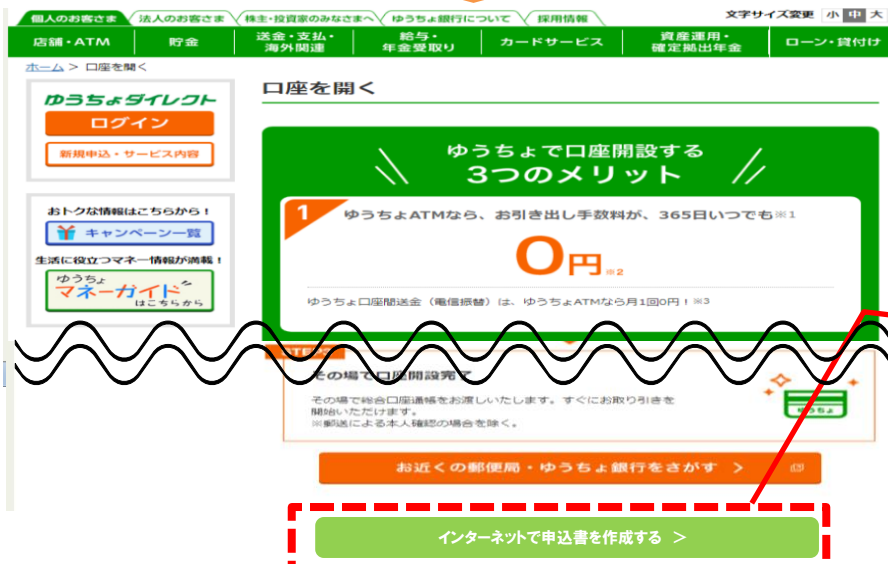 個人のお客さま 法人のお客さま 株主・投資家のみなさまへ ゆうちょ銀行について 採用情報 文字サイズ変更 小 中 大
店舗・ATM 貯金 送金・支払・海外関連 給与・年金受取り カードサービス 資産運用・確定拠出年金 ローン・貸付け
ホーム > 口座を開く
ゆうちょダイレクト
ログイン
新規申込・サービス内容
おトクな情報はこちらから！
キャンペーン一覧
生活に役立つマネー情報が満載！
ゆうちょ
マネーガイド
はこちらから
口座を開く
ゆうちょで口座開設する
3つのメリット
1 ゆうちょATMなら、お引き出し手数料が、365日いつでも※1
0円※2
ゆうちょ口座間送金（電信振替）は、ゆうちょATMなら月1回0円！※3
その場で口座開設完了
その場で総合口座通帳をお渡しいたします。すぐにお取り引きを
開始いただけます。
※郵送による本人確認の場合を除く。
ゆうちょ
お近くの郵便局・ゆうちょ銀行をさがす >
インターネットで申込書を作成する >